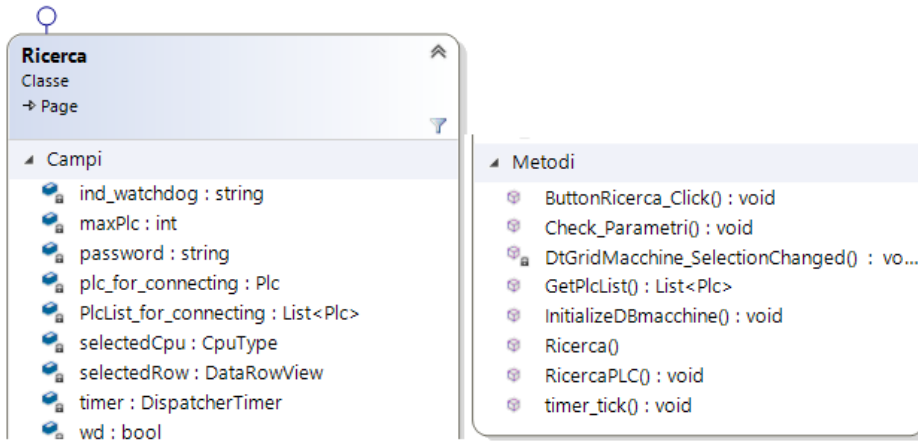 Ricerca
Classe
Page
Campi
ind_watchdog : string
maxPlc : int
password : string
plc_for_connecting : Plc
PlcList_for_connecting : List<Plc>
selectedCpu : CpuType
selectedRow : DataRowView
timer : DispatcherTimer
wd : bool
Metodi
ButtonRicerca_Click() : void
Check_Parametri() : void
DtGridMacchine_SelectionChanged() : vo...
GetPlcList() : List<Plc>
InitializeDBmacchine() : void
Ricerca()
RicercaPLC() : void
timer_tick() : void